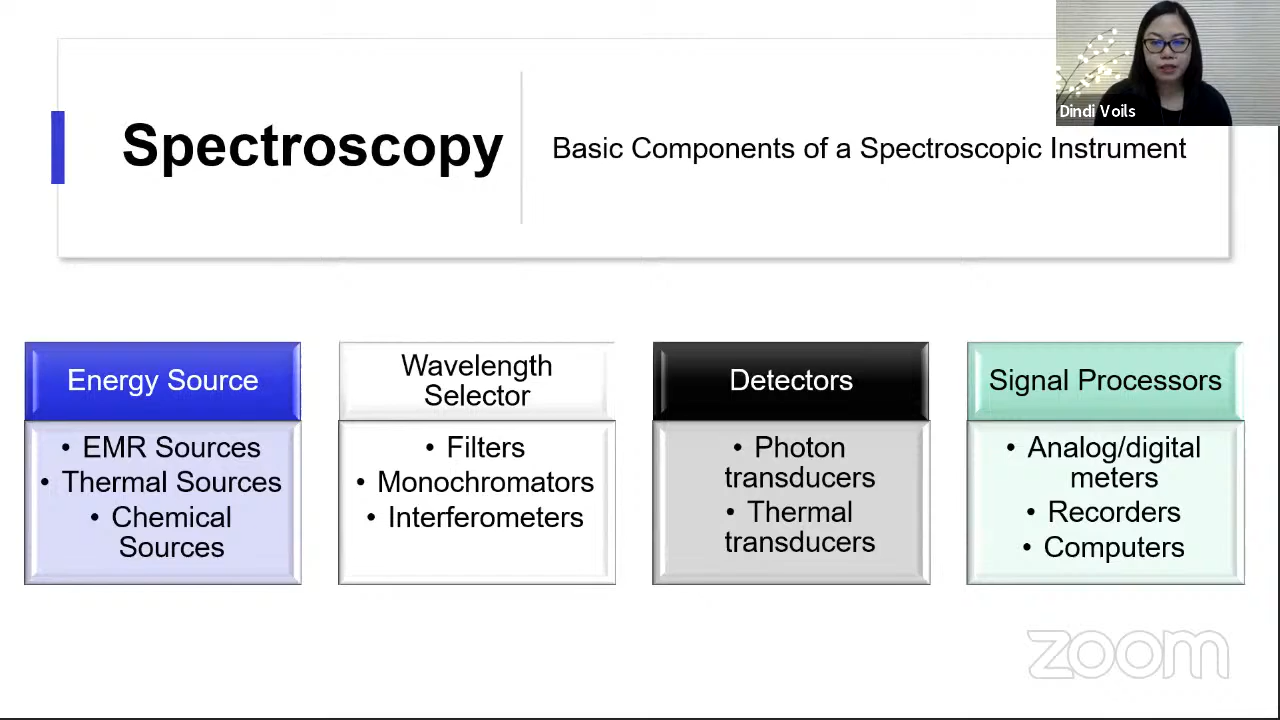 Dindi Voils
Spectroscopy
Basic Components of a Spectroscopic Instrument
Energy Source
• EMR Sources
• Thermal Sources
• Chemical
Sources
Wavelength
Selector
• Filters
• Monochromators
• Interferometers
Detectors
• Photon
transducers
• Thermal
transducers
Signal Processors
• Analog/digital
meters
• Recorders
• Computers
zoom